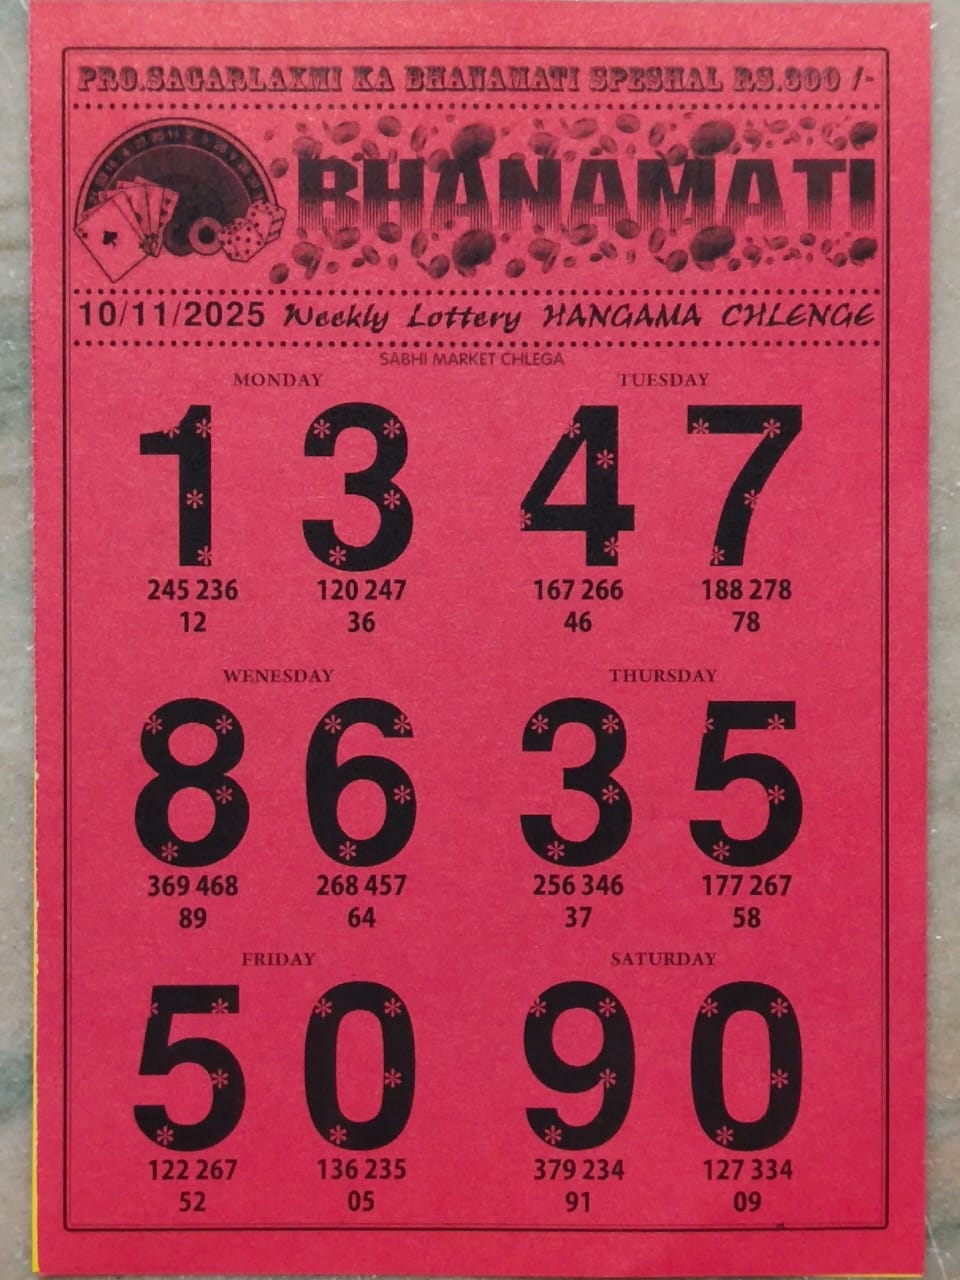 PRO.SAGARLAXMI KA BHANAMATI SPESHAL RS.300 /-
BHANAMATI
10/11/2025 Weekly Lottery HANGAMA CHLENGE
SABHI MARKET CHLEGA
MONDAY TUESDAY
1 3 4 7
245 236 120 247 167 266 188 278
12 36 46 78
WENESDAY THURSDAY
8 6 3 5
369 468 268 457 256 346 177 267
89 64 37 58
FRIDAY SATURDAY
5 0 9 0
122 267 136 235 379 234 127 334
52 05 91 09